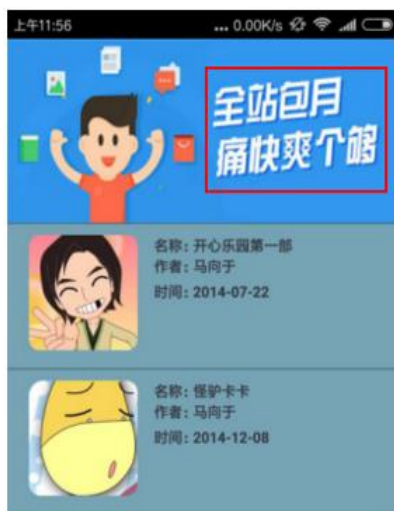 上午11:56
... 0.00K/s
全站包月
痛快爽个够
名称: 开心乐园第一部
作者: 马向于
时间: 2014-07-22
名称: 怪驴卡卡
作者: 马向于
时间: 2014-12-08